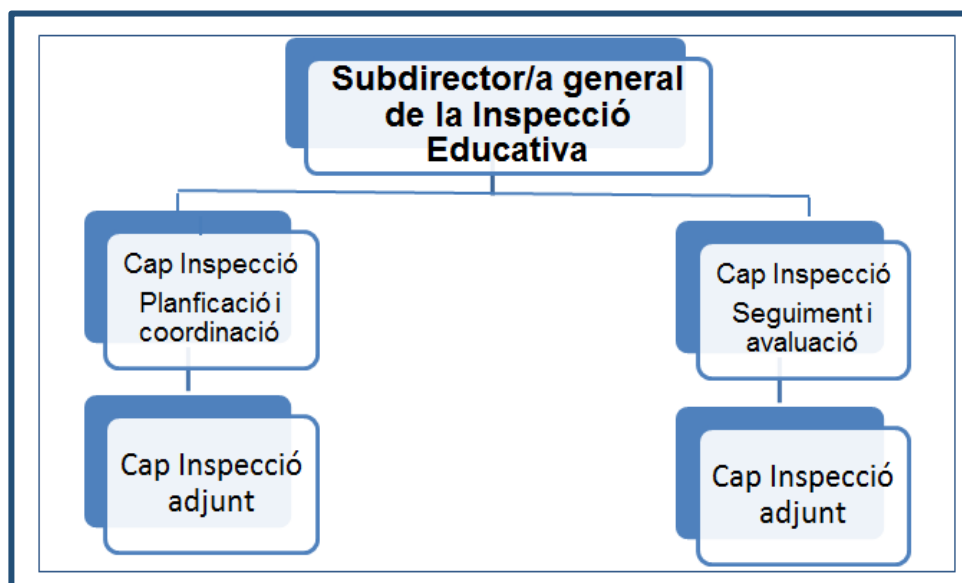 Subdirector/a general
de la Inspecció
Educativa
Cap Inspecció
Planficació i
coordinació
Cap Inspecció
Seguiment i
avaluació
Cap Inspecció
adjunt
Cap Inspecció
adjunt